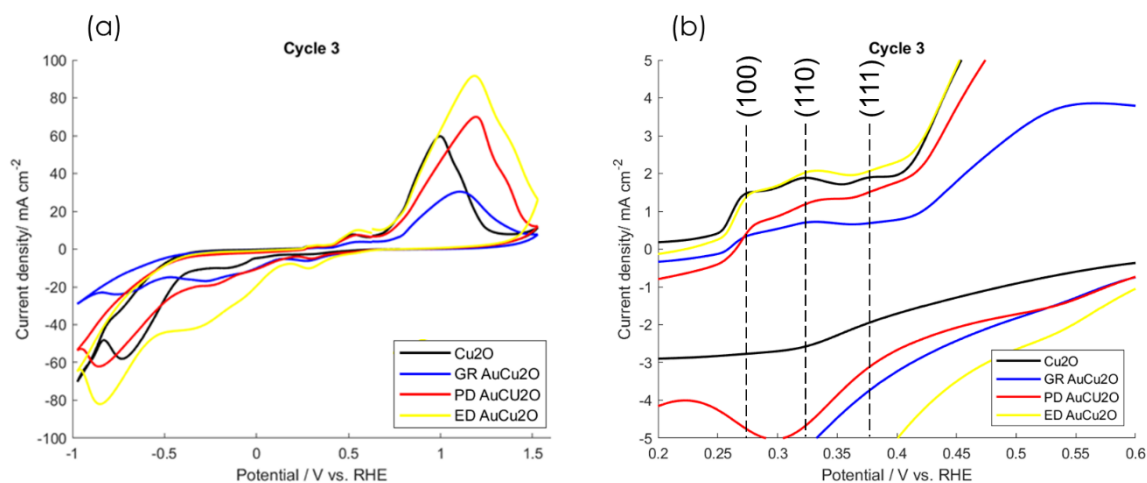 (a)
Cycle 3
100
80
60
40
20
0
-20
-40
-60
-80
-100
Current density/ mA cm-2
-1
-0.5
0
0.5
1
1.5
Potential / V vs. RHE
Cu2O
GR AuCu2O
PD AuCU2O
ED AuCu2O
(b)
Cycle 3
(100)
(110)
(111)
5
4
3
2
1
0
-1
-2
-3
-4
-5
Current density/ mA cm-2
0.2
0.25
0.3
0.35
0.4
0.45
0.5
0.55
0.6
Potential / V vs. RHE
Cu2O
GR AuCu2O
PD AuCU2O
ED AuCu2O